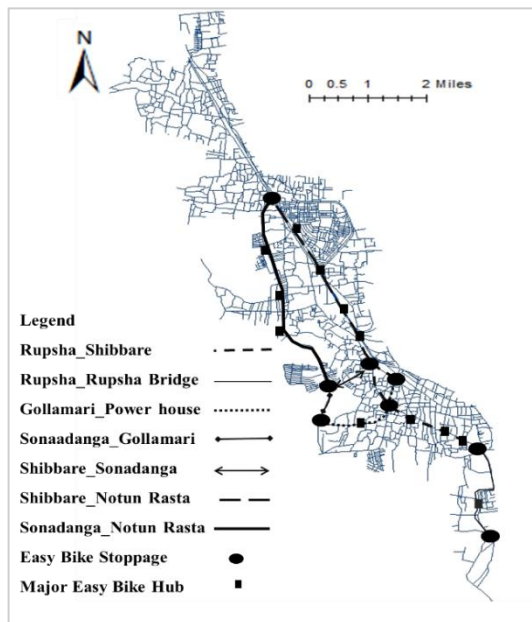 N
0 0.5 1 2 Miles
Legend
Rupsha_Shibbare
Rupsha_Rupsha Bridge
Gollamari_Power house
Sonaadanga_Gollamari
Shibbare_Sonadanga
Shibbare_Notun Rasta
Sonadanga_Notun Rasta
Easy Bike Stoppage
Major Easy Bike Hub